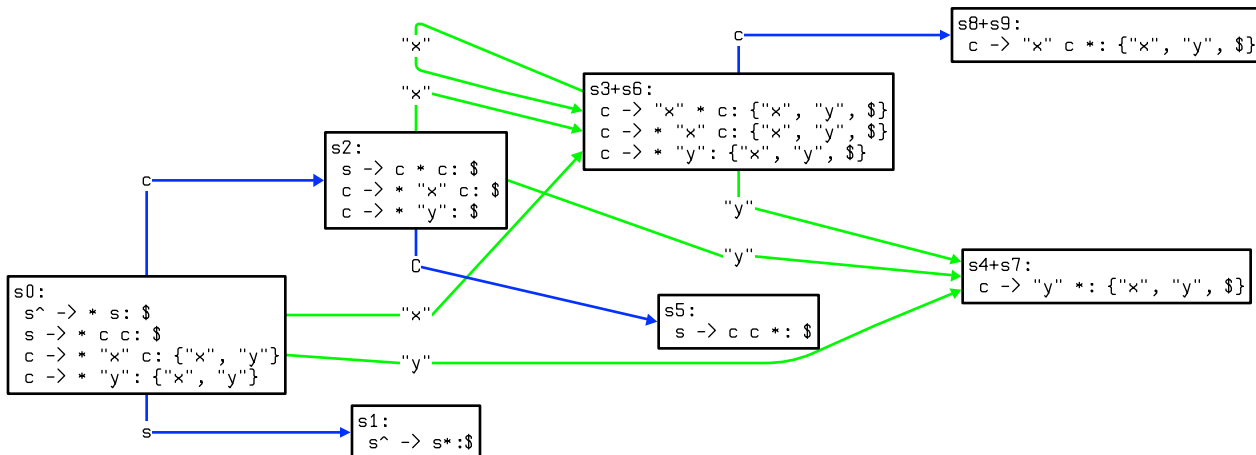 s8+s9:
c -> "x" c *: {"x", "y", $}
c
"x"
"x"
s3+s6:
c -> "x" * c: {"x", "y", $}
c -> * "x" c: {"x", "y", $}
c -> * "y": {"x", "y", $}
s2:
s -> c * c: $
c -> * "x" c: $
c -> * "y": $
c
"y"
"y"
C
s4+s7:
c -> "y" *: {"x", "y", $}
s0:
s^ -> * s: $
s -> * c c: $
c -> * "x" c: {"x", "y"}
c -> * "y": {"x", "y"}
"x"
"y"
s5:
s -> c c *: $
s
s1:
s^ -> s*:$